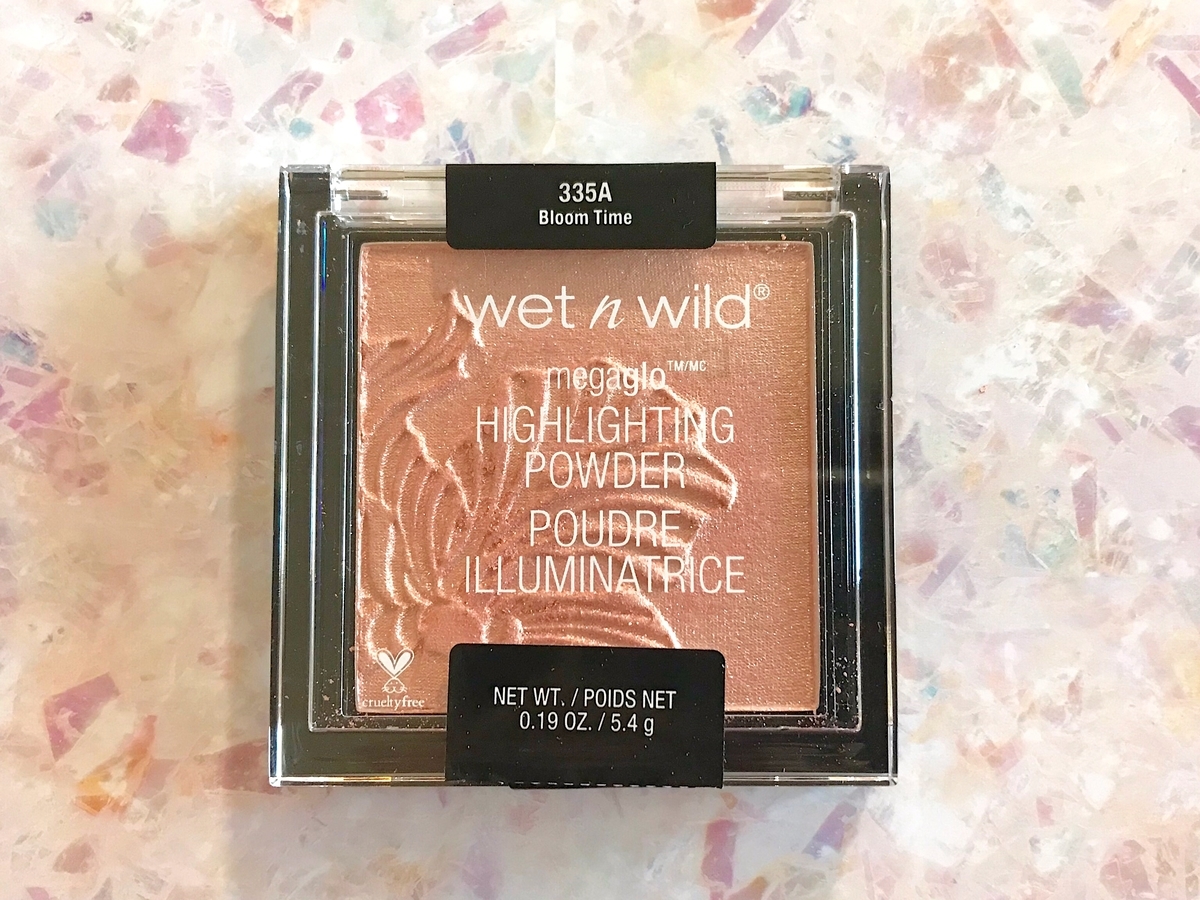 335A
Bloom Time
wet n wild®
megaglo™/MC
HIGHLIGHTING
POWDER
POUDRE
ILLUMINATRICE
crueltyfree
NET WT. / POIDS NET
0.19 OZ. / 5.4 g